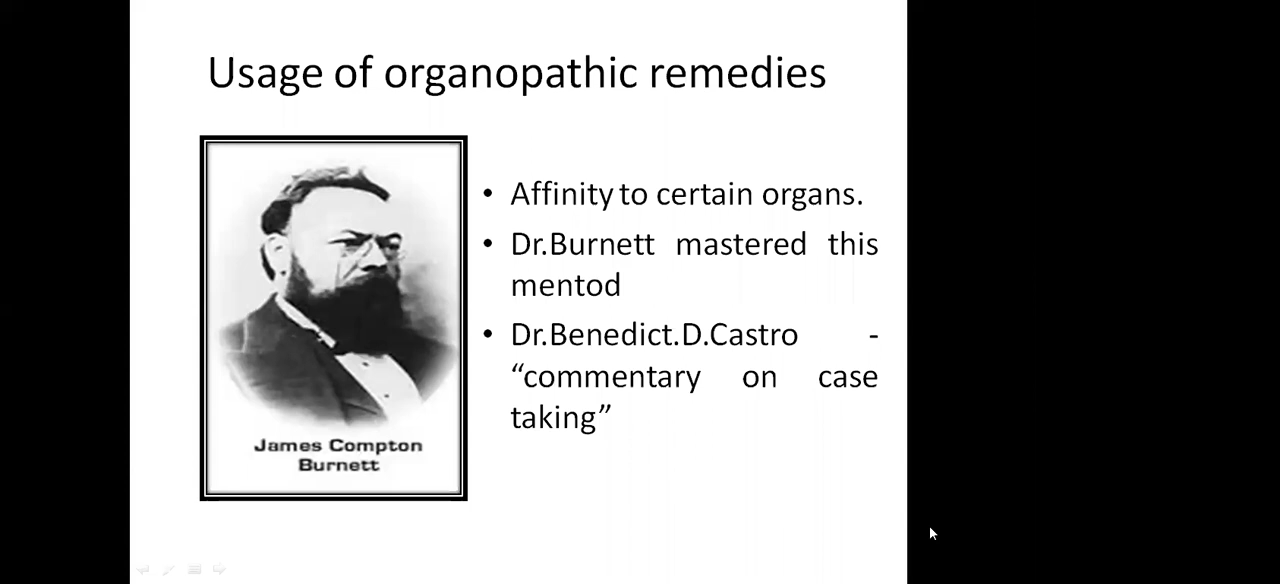 Usage of organopathic remedies
• Affinity to certain organs.
• Dr.Burnett mastered this
mentod
• Dr.Benedict.D.Castro -
“commentary on case
taking”
James Compton
Burnett